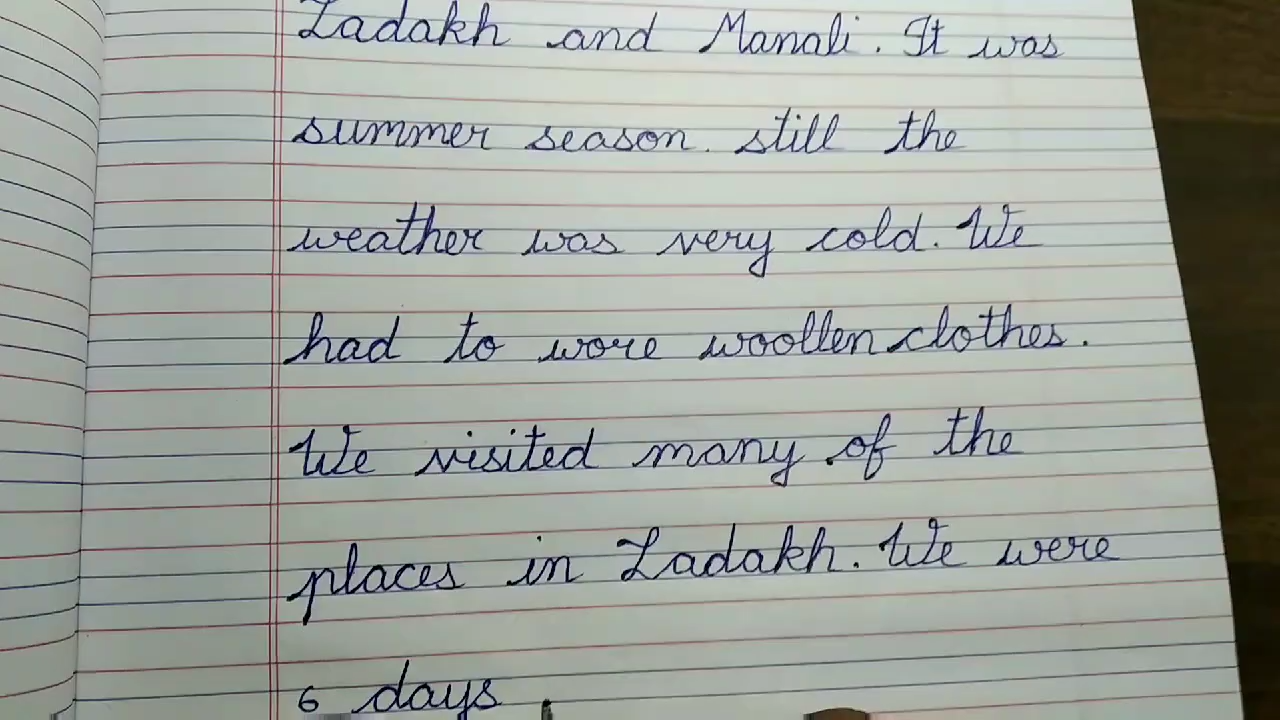 Ladakh and Manali. It was
summer season. still the
weather was very cold. We
had to wore woollen clothes.
We visited many of the
places in Ladakh. We were
6 days